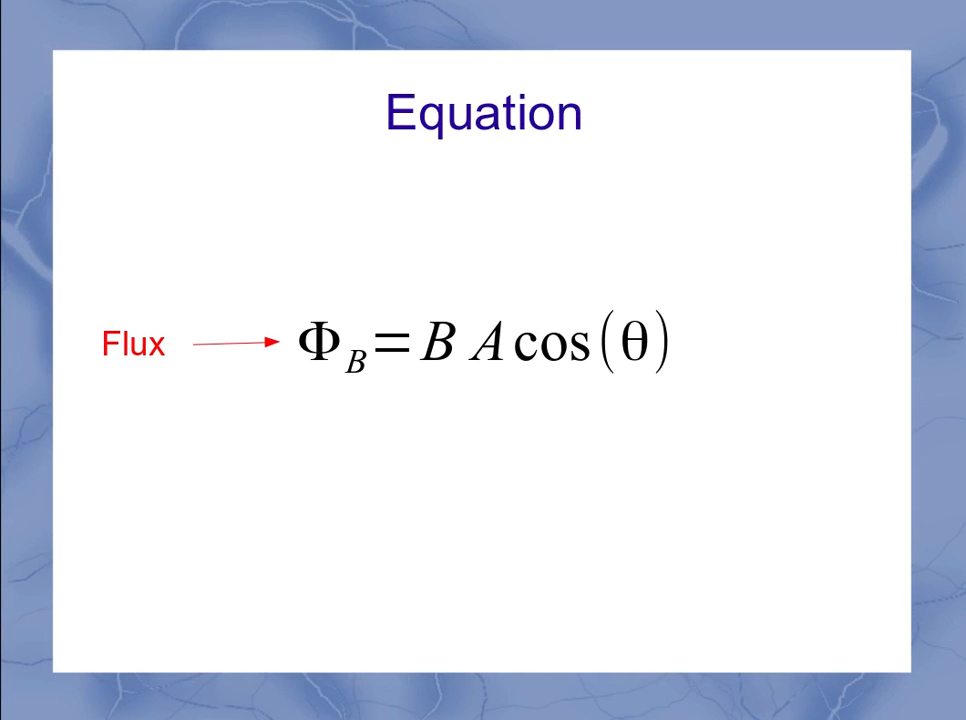 Equation
Flux
Φ_B = B A cos(θ)